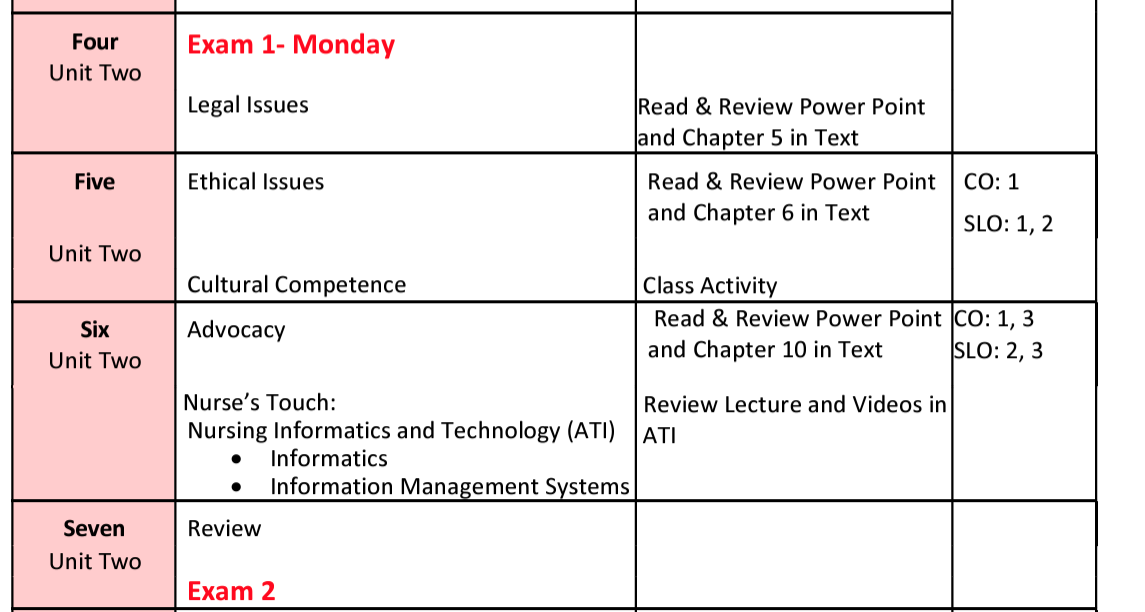 Four
Unit Two
Exam 1- Monday
Legal Issues
Read & Review Power Point
and Chapter 5 in Text
Five
Unit Two
Ethical Issues
Cultural Competence
Read & Review Power Point
and Chapter 6 in Text
Class Activity
CO: 1
SLO: 1, 2
Six
Unit Two
Advocacy
Nurse’s Touch:
Nursing Informatics and Technology (ATI)
• Informatics
• Information Management Systems
Read & Review Power Point
and Chapter 10 in Text
Review Lecture and Videos in
ATI
CO: 1, 3
SLO: 2, 3
Seven
Unit Two
Review
Exam 2